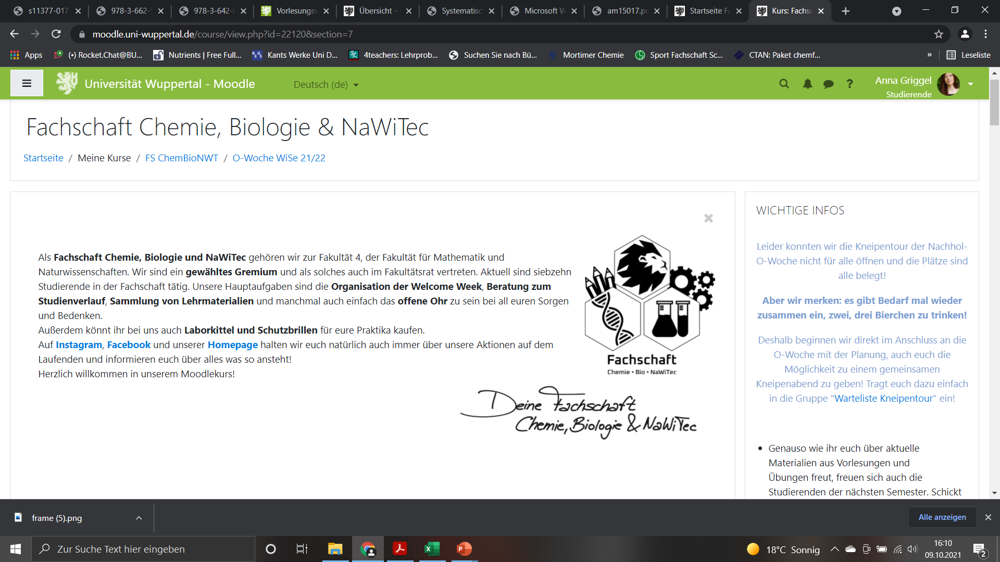 s11377-017
978-3-662-5
978-3-642-0
Vorlesungsv
Übersicht -
Systematisc
Microsoft W
am15017.pc
Startseite Fa
Kurs: Fachsc
moodle.uni-wuppertal.de/course/view.php?id=22120&section=7
Apps
(•) Rocket.Chat@BU...
Nutrients | Free Full...
Kants Werke Uni D...
4teachers: Lehrprob...
Suchen Sie nach Bü...
Mortimer Chemie
Sport Fachschaft Sc...
CTAN: Paket chemf...
»
Leseliste
Universität Wuppertal - Moodle
Deutsch (de)
Anna Griggel
Studierende
Fachschaft Chemie, Biologie & NaWiTec
Startseite / Meine Kurse / FS ChemBioNWT / O-Woche WiSe 21/22
Als Fachschaft Chemie, Biologie und NaWiTec gehören wir zur Fakultät 4, der Fakultät für Mathematik und
Naturwissenschaften. Wir sind ein gewähltes Gremium und als solches auch im Fakultätsrat vertreten. Aktuell sind siebzehn
Studierende in der Fachschaft tätig. Unsere Hauptaufgaben sind die Organisation der Welcome Week, Beratung zum
Studienverlauf, Sammlung von Lehrmaterialien und manchmal auch einfach das offene Ohr zu sein bei all euren Sorgen
und Bedenken.
Außerdem könnt ihr bei uns auch Laborkittel und Schutzbrillen für eure Praktika kaufen.
Auf Instagram, Facebook und unserer Homepage halten wir euch natürlich auch immer über unsere Aktionen auf dem
Laufenden und informieren euch über alles was so ansteht!
Herzlich willkommen in unserem Moodlekurs!
Fachschaft
Chemie • Bio • NaWiTec
Deine Fachschaft
Chemie, Biologie & NaWiTec
WICHTIGE INFOS
Leider konnten wir die Kneipentour der Nachhol-
O-Woche nicht für alle öffnen und die Plätze sind
alle belegt!
Aber wir merken: es gibt Bedarf mal wieder
zusammen ein, zwei, drei Bierchen zu trinken!
Deshalb beginnen wir direkt im Anschluss an die
O-Woche mit der Planung, auch euch die
Möglichkeit zu einem gemeinsamen
Kneipenabend zu geben! Tragt euch dazu einfach
in die Gruppe "Warteliste Kneipentour" ein!
• Genauso wie ihr euch über aktuelle
Materialien aus Vorlesungen und
Übungen freut, freuen sich auch die
Studierenden der nächsten Semester. Schickt
frame (5).png
Alle anzeigen
Zur Suche Text hier eingeben
18°C Sonnig
16:10
09.10.2021
2